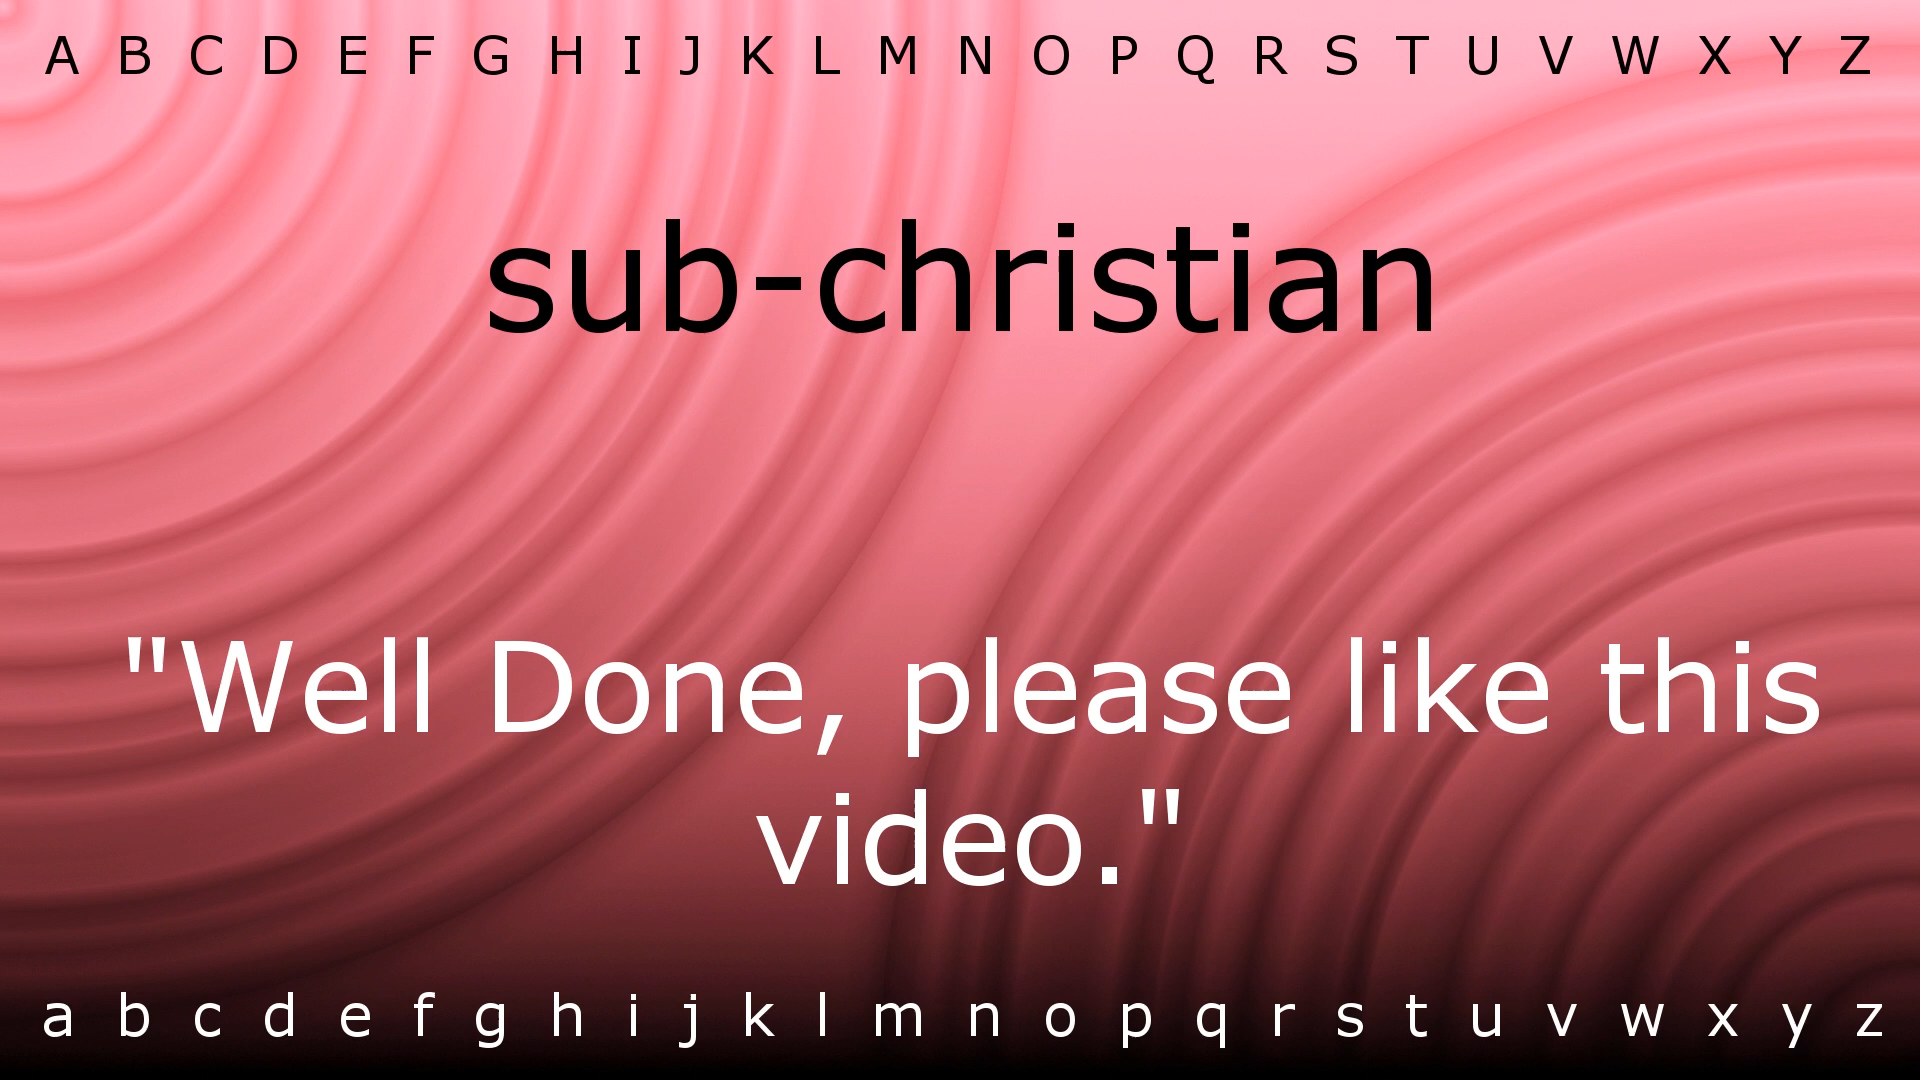 A B C D E F G H I J K L M N O P Q R S T U V W X Y Z
sub-christian
"Well Done, please like this
video."
a b c d e f g h i j k l m n o p q r s t u v w x y z